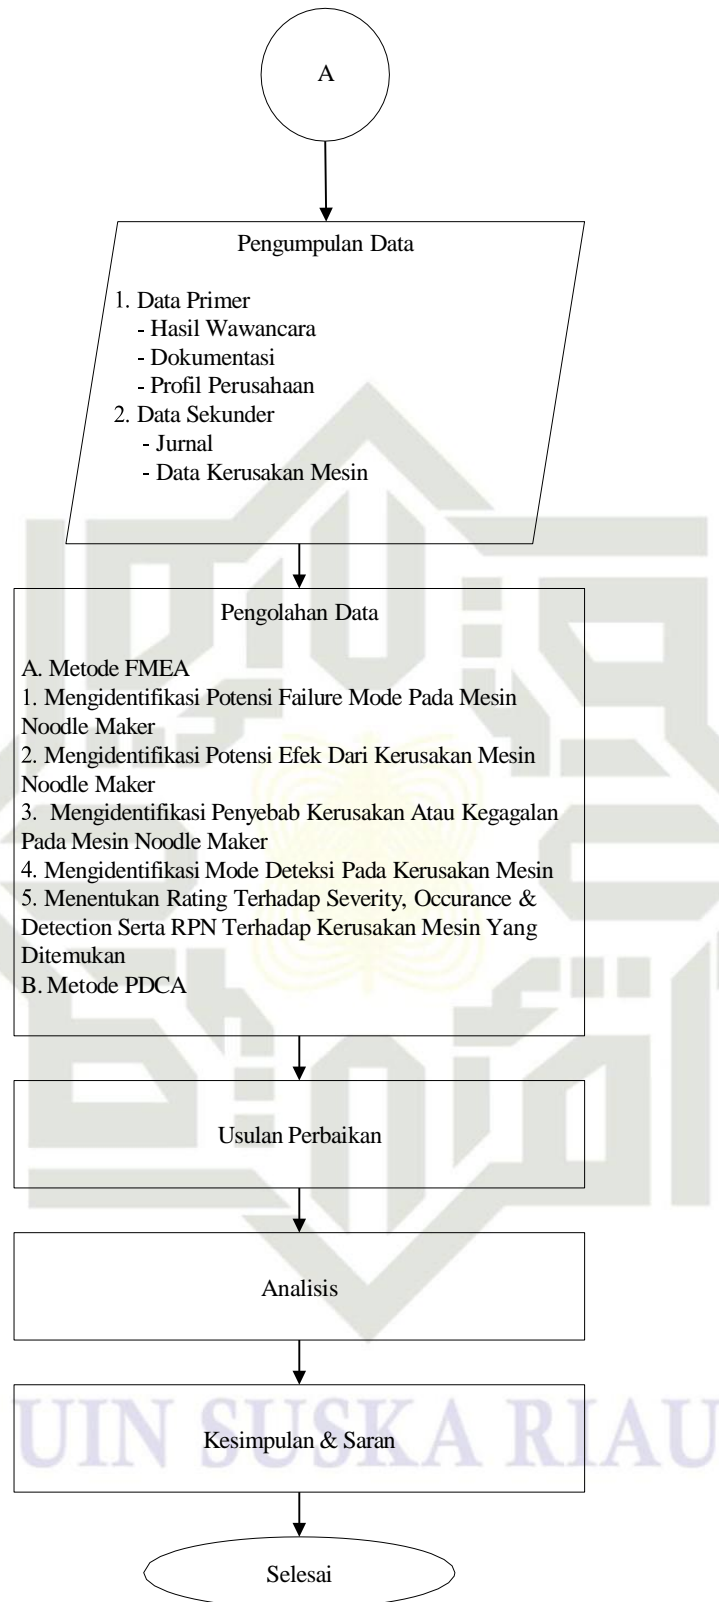 A
Pengumpulan Data
1. Data Primer
- Hasil Wawancara
- Dokumentasi
- Profil Perusahaan
2. Data Sekunder
- Jurnal
- Data Kerusakan Mesin
Pengolahan Data
A. Metode FMEA
1. Mengidentifikasi Potensi Failure Mode Pada Mesin
Noodle Maker
2. Mengidentifikasi Potensi Efek Dari Kerusakan Mesin
Noodle Maker
3. Mengidentifikasi Penyebab Kerusakan Atau Kegagalan
Pada Mesin Noodle Maker
4. Mengidentifikasi Mode Deteksi Pada Kerusakan Mesin
5. Menentukan Rating Terhadap Severity, Occurance &
Detection Serta RPN Terhadap Kerusakan Mesin Yang
Ditemukan
B. Metode PDCA
Usulan Perbaikan
Analisis
UIN SUSKA RIAU
Kesimpulan & Saran
Selesai